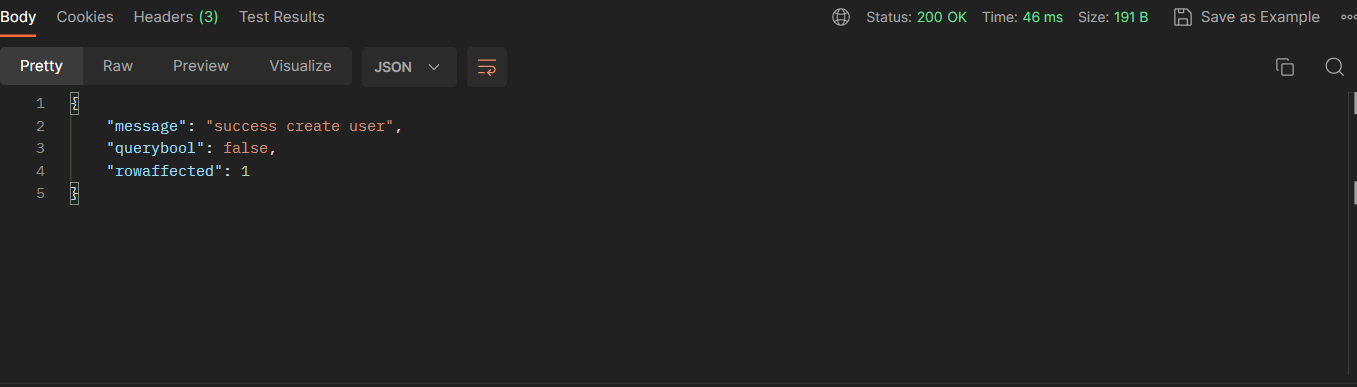 Body Cookies Headers (3) Test Results Status: 200 OK Time: 46 ms Size: 191 B Save as Example
Pretty Raw Preview Visualize JSON
1 {
2 "message": "success create user",
3 "querybool": false,
4 "rowaffected": 1
5 }